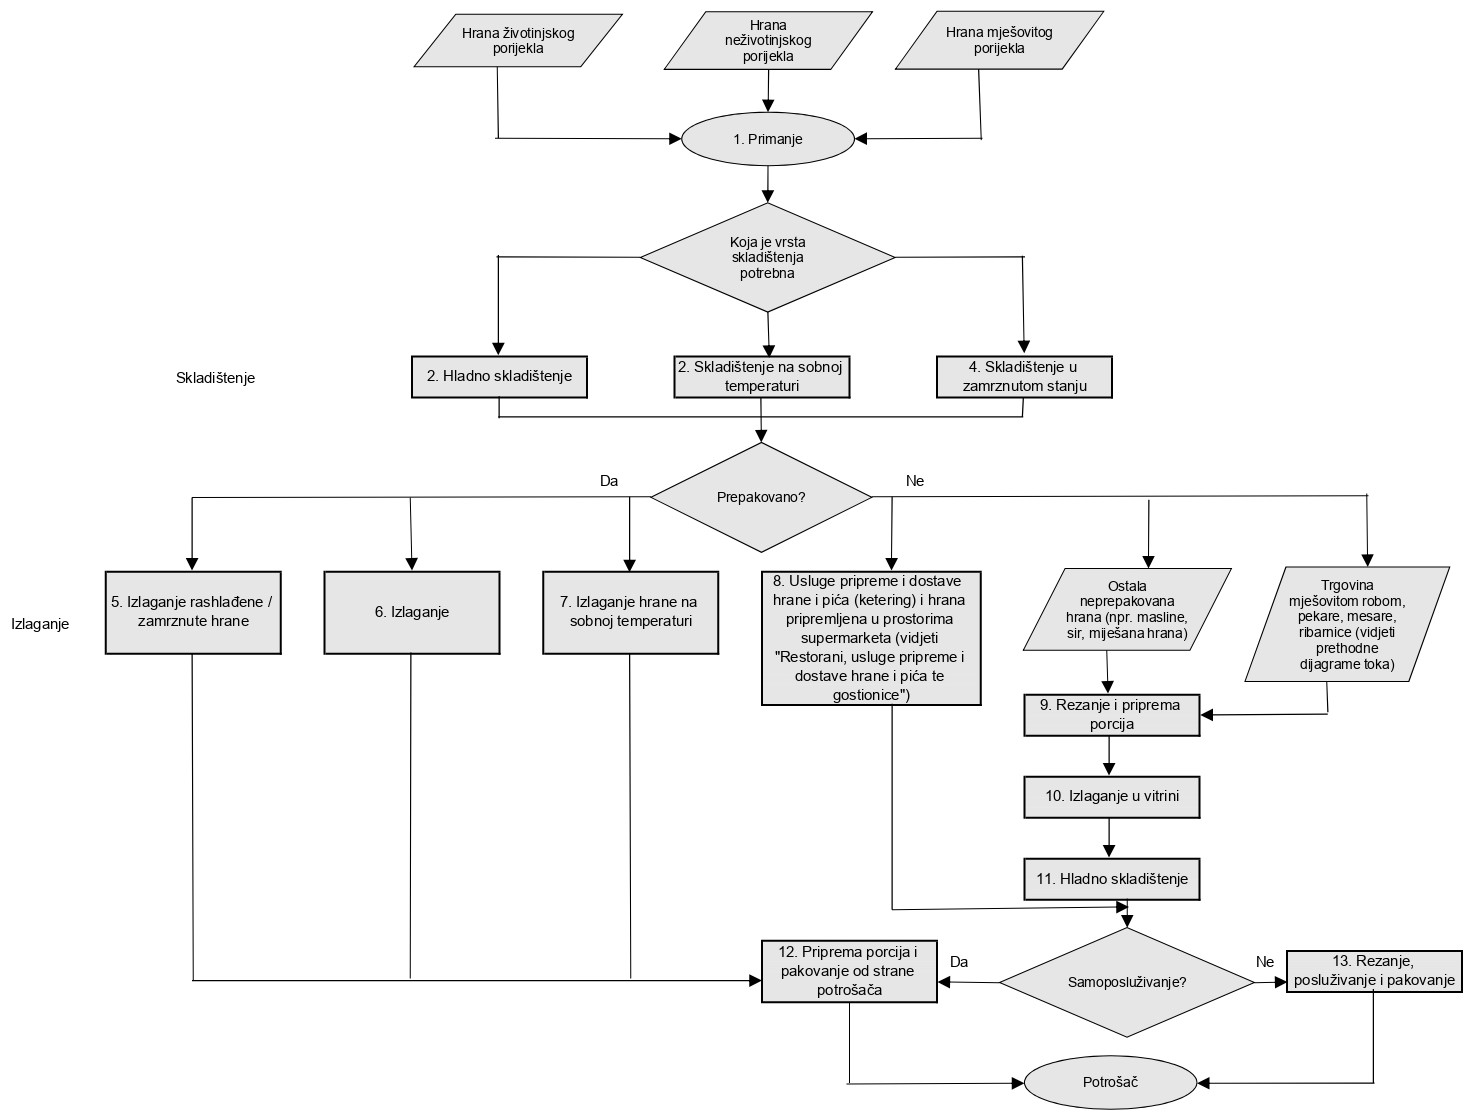 Hrana životinjskog
porijekla
Hrana
neživotinjskog
porijekla
Hrana mješovitog
porijekla
1. Primanje
Koja je vrsta
skladištenja
potrebna
Skladištenje
2. Hladno skladištenje
2. Skladištenje na sobnoj
temperaturi
4. Skladištenje u
zamrznutom stanju
Da
Prepakovano?
Ne
Izlaganje
5. Izlaganje rashlađene /
zamrznute hrane
6. Izlaganje
7. Izlaganje hrane na
sobnoj temperaturi
8. Usluge pripreme i dostave
hrane i pića (ketering) i hrana
pripremljena u prostorima
supermarketa (vidjeti
"Restorani, usluge pripreme i
dostave hrane i pića te
gostionice")
Ostala
neprepakovana
hrana (npr. masline,
sir, miješana hrana)
Trgovina
mješovitom robom,
pekare, mesare,
ribarnice (vidjeti
prethodne
dijagrame toka)
9. Rezanje i priprema
porcija
10. Izlaganje u vitrini
11. Hladno skladištenje
12. Priprema porcija i
pakovanje od strane
potrošača
Da
Samoposluživanje?
Ne
13. Rezanje,
posluživanje i pakovanje
Potrošač